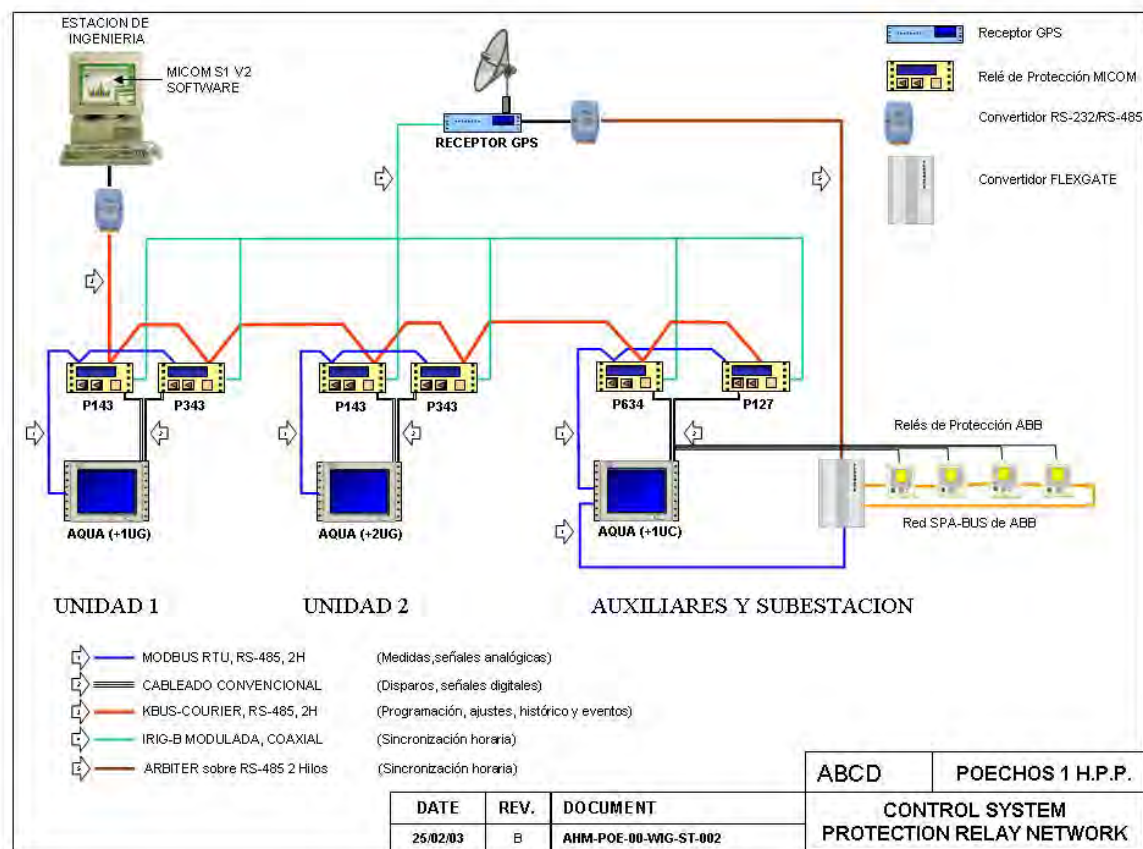 ESTACION DE
INGENIERIA
MICOM S1 V2
SOFTWARE
RECEPTOR GPS
Receptor GPS
Relé de Protección MICOM
Convertidor RS-232/RS-485
Convertidor FLEXGATE
P143
P343
P143
P343
P634
P127
Relés de Protección ABB
Red SPA-BUS de ABB
AQUA (+1UG)
AQUA (+2UG)
AQUA (+1UC)
UNIDAD 1
UNIDAD 2
AUXILIARES Y SUBESTACION
1 MODBUS RTU, RS-485, 2H (Medidas,señales analógicas)
2 CABLEADO CONVENCIONAL (Disparos, señales digitales)
KBUS-COURIER, RS-485, 2H (Programación, ajustes, histórico y eventos)
IRIG-B MODULADA, COAXIAL (Sincronización horaria)
5 ARBITER sobre RS-485 2 Hilos (Sincronización horaria)
ABCD POECHOS 1 H.P.P.
DATE REV. DOCUMENT
25/02/03 B AHM-POE-00-WIG-ST-002
CONTROL SYSTEM
PROTECTION RELAY NETWORK